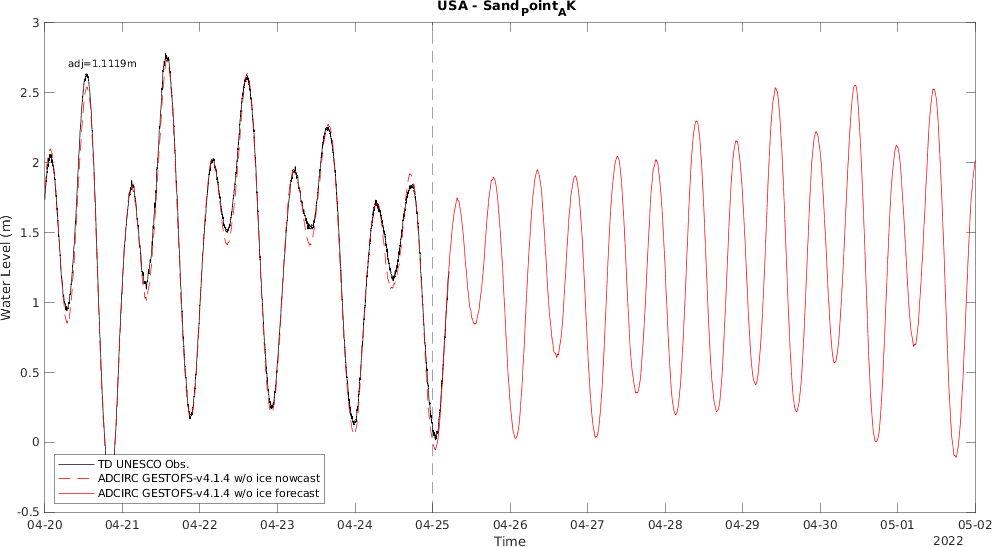 USA - Sand_Point_AK
adj=1.1119m
3
2.5
2
1.5
1
0.5
0
-0.5
Water Level (m)
TD UNESCO Obs.
ADCIRC GESTOFS-v4.1.4 w/o ice nowcast
ADCIRC GESTOFS-v4.1.4 w/o ice forecast
04-20 04-21 04-22 04-23 04-24 04-25 04-26 04-27 04-28 04-29 04-30 05-01 05-02
Time
2022